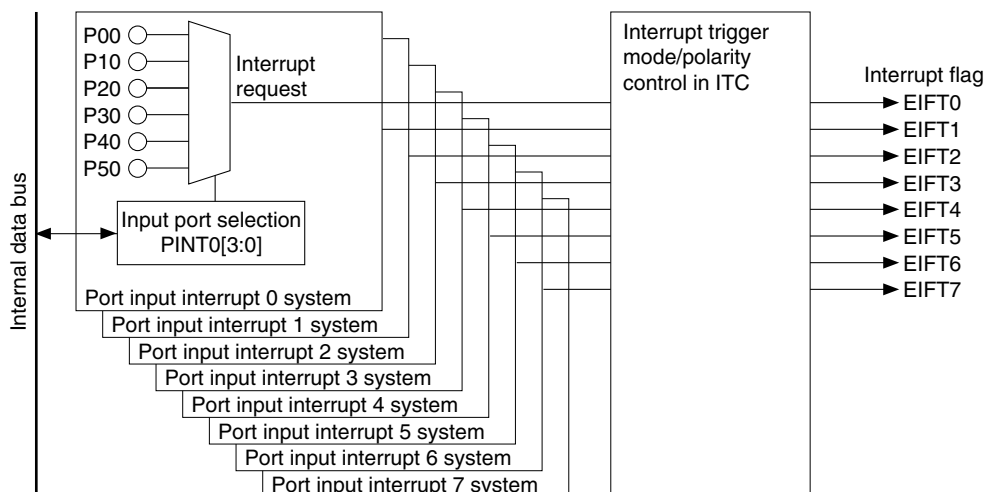 P00
P10
P20
P30
P40
P50
Interrupt
request
Input port selection
PINT0[3:0]
Internal data bus
Port input interrupt 0 system
Port input interrupt 1 system
Port input interrupt 2 system
Port input interrupt 3 system
Port input interrupt 4 system
Port input interrupt 5 system
Port input interrupt 6 system
Port input interrupt 7 system
Interrupt trigger
mode/polarity
control in ITC
Interrupt flag
EIFT0
EIFT1
EIFT2
EIFT3
EIFT4
EIFT5
EIFT6
EIFT7